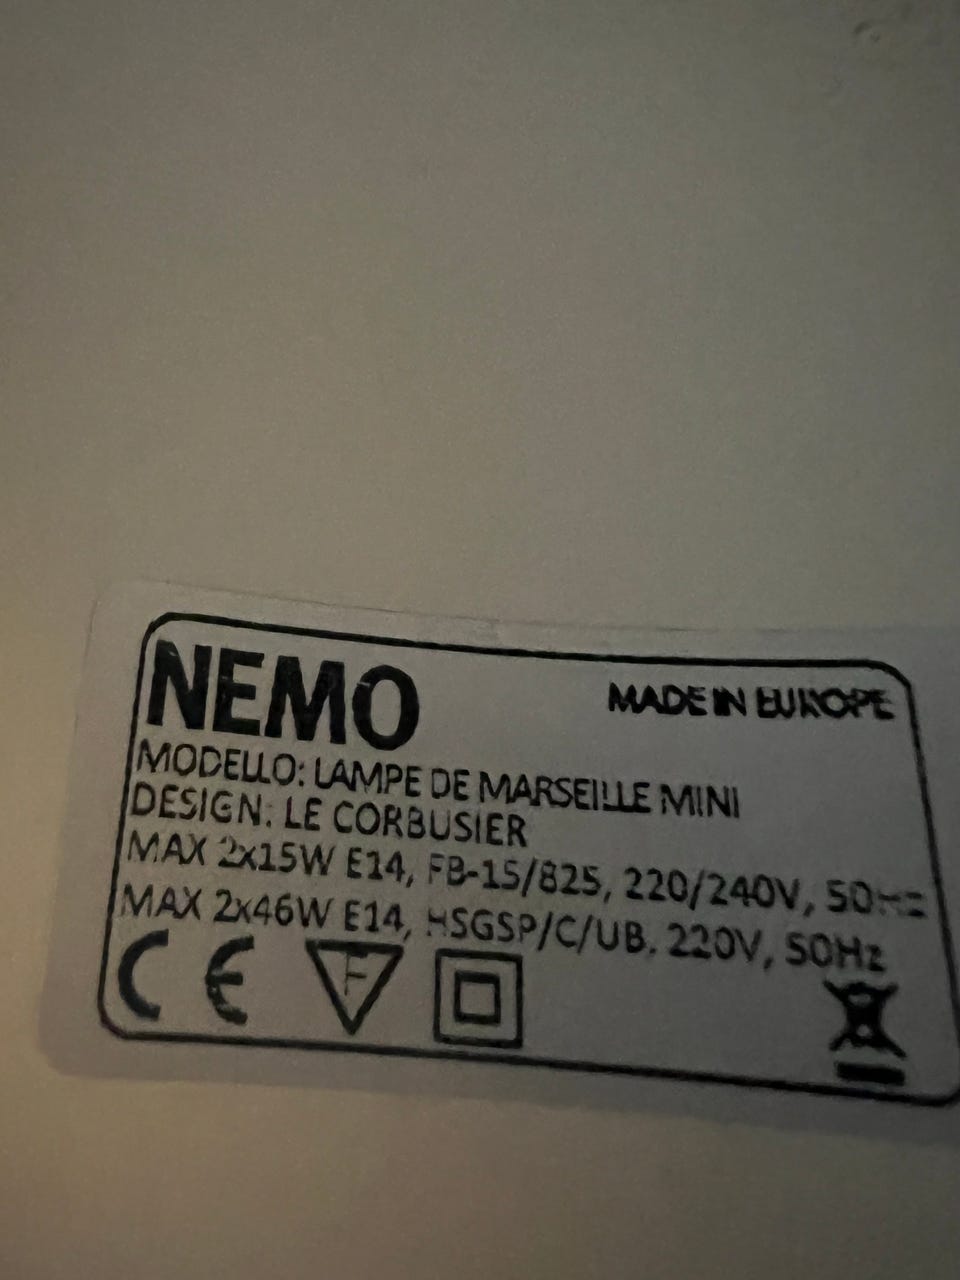 NEMO
MADE IN EUROPE
MODELLO: LAMPE DE MARSEILLE MINI
DESIGN: LE CORBUSIER
MAX 2x15W E14, FB-15/825, 220/240V, 50Hz
MAX 2x46W E14, HSGSP/C/UB, 220V, 50Hz
CE F